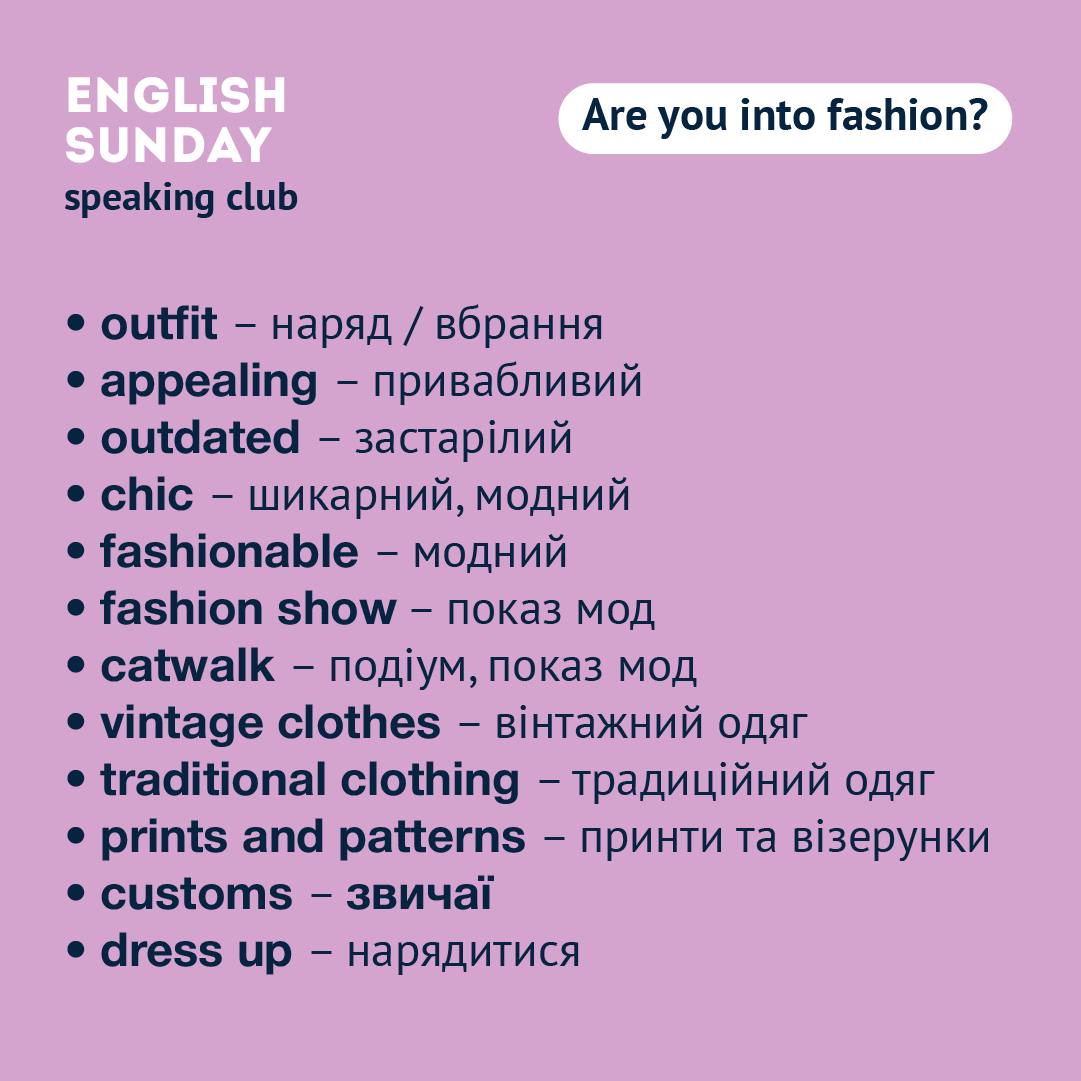 ENGLISH
SUNDAY
speaking club
Are you into fashion?
• outfit – наряд / вбрання
• appealing – привабливий
• outdated – застарілий
• chic – шикарний, модний
• fashionable – модний
• fashion show – показ мод
• catwalk – подіум, показ мод
• vintage clothes – вінтажний одяг
• traditional clothing – традиційний одяг
• prints and patterns – принти та візерунки
• customs – звичаї
• dress up – нарядитися